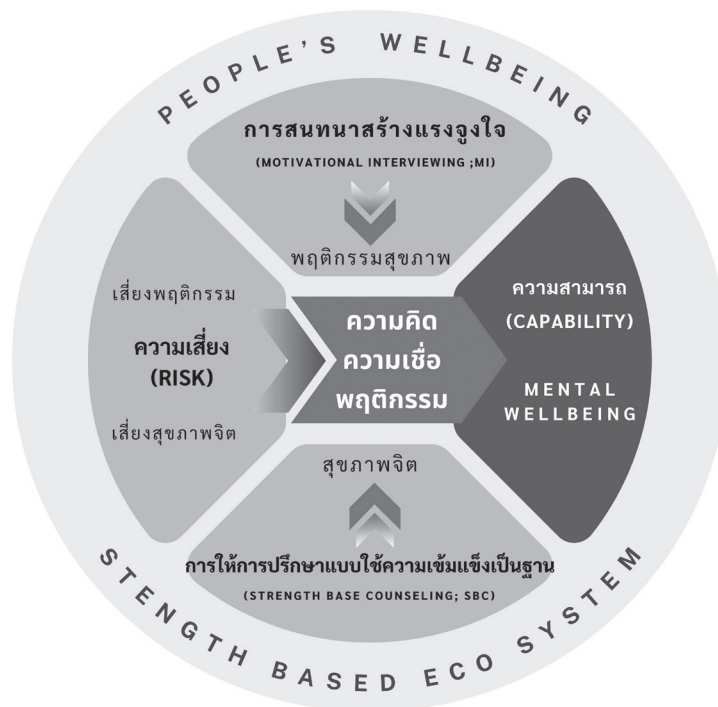 PEOPLE'S WELLBEING
การสนทนาสร้างแรงจูงใจ
(MOTIVATIONAL INTERVIEWING ;MI)
พฤติกรรมสุขภาพ
เสี่ยงพฤติกรรม
ความเสี่ยง
(RISK)
เสี่ยงสุขภาพจิต
ความคิด
ความเชื่อ
พฤติกรรม
ความสามารถ
(CAPABILITY)
MENTAL
WELLBEING
สุขภาพจิต
การให้การปรึกษาแบบใช้ความเข้มแข็งเป็นฐาน
(STRENGTH BASE COUNSELING; SBC)
STENGTH BASED ECO SYSTEM